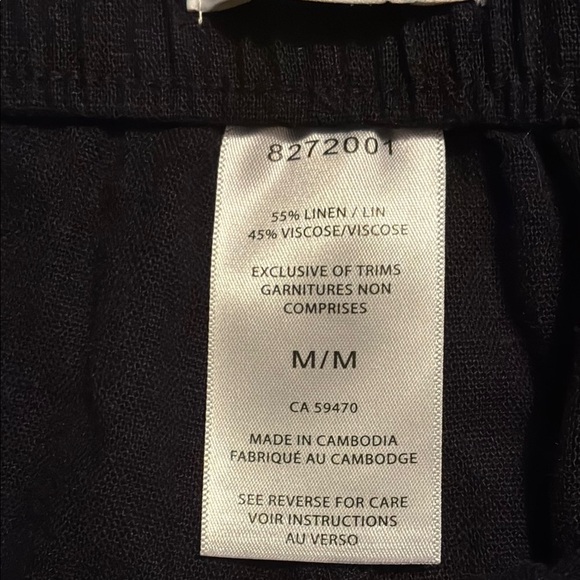 8272001
55% LINEN / LIN
45% VISCOSE/VISCOSE
EXCLUSIVE OF TRIMS
GARNITURES NON
COMPRISES
M/M
CA 59470
MADE IN CAMBODIA
FABRIQUÉ AU CAMBODGE
SEE REVERSE FOR CARE
VOIR INSTRUCTIONS
AU VERSO